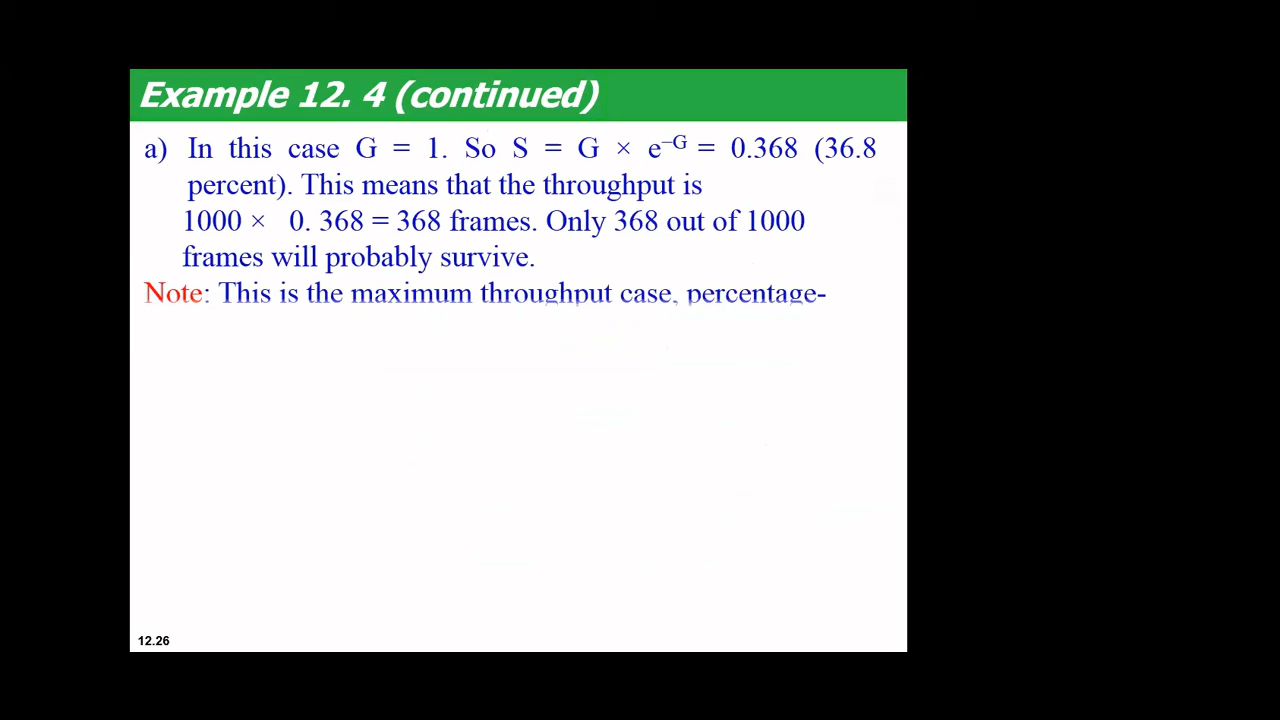 Example 12. 4 (continued)
a) In this case G = 1. So S = G × e⁻ᴳ = 0.368 (36.8
percent). This means that the throughput is
1000 × 0. 368 = 368 frames. Only 368 out of 1000
frames will probably survive.
Note: This is the maximum throughput case, percentage-
12.26